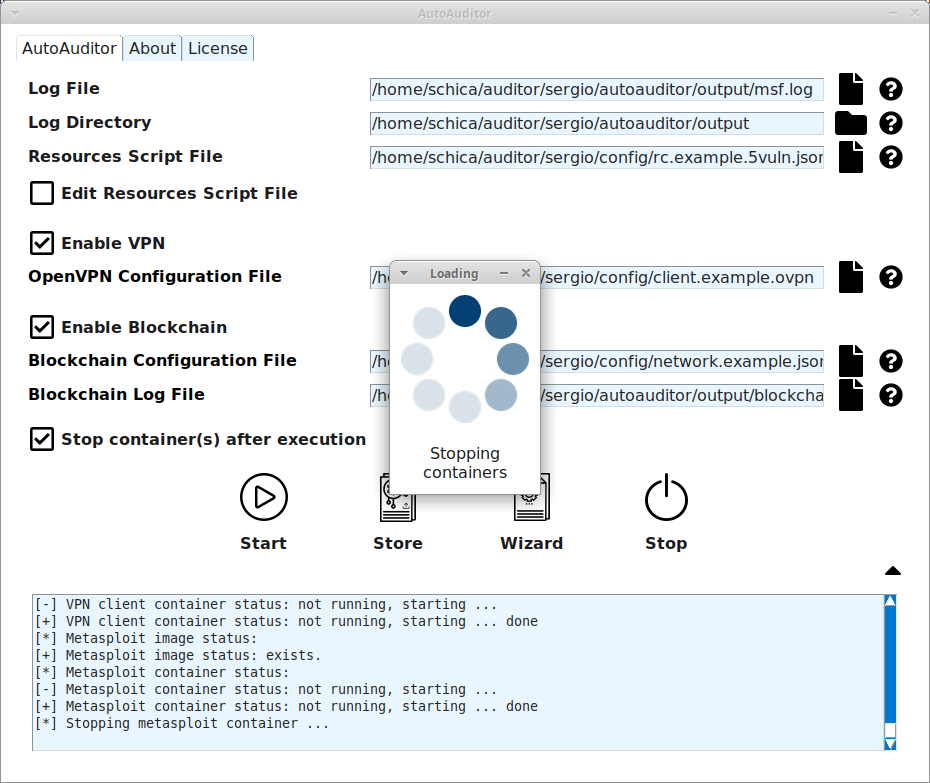 AutoAuditor
AutoAuditor About License
Log File /home/schica/auditor/sergio/autoauditor/output/msf.log
Log Directory /home/schica/auditor/sergio/autoauditor/output
Resources Script File /home/schica/auditor/sergio/config/rc.example.5vuln.json
Edit Resources Script File
Enable VPN
Loading
OpenVPN Configuration File /ho /sergio/config/client.example.ovpn
Enable Blockchain
Blockchain Configuration File /ho /sergio/config/network.example.json
Blockchain Log File /ho /sergio/autoauditor/output/blockcha
Stop container(s) after execution
Stopping
containers
Start Store Wizard Stop
[-] VPN client container status: not running, starting ...
[+] VPN client container status: not running, starting ... done
[*] Metasploit image status:
[+] Metasploit image status: exists.
[*] Metasploit container status:
[-] Metasploit container status: not running, starting ...
[+] Metasploit container status: not running, starting ... done
[*] Stopping metasploit container ...